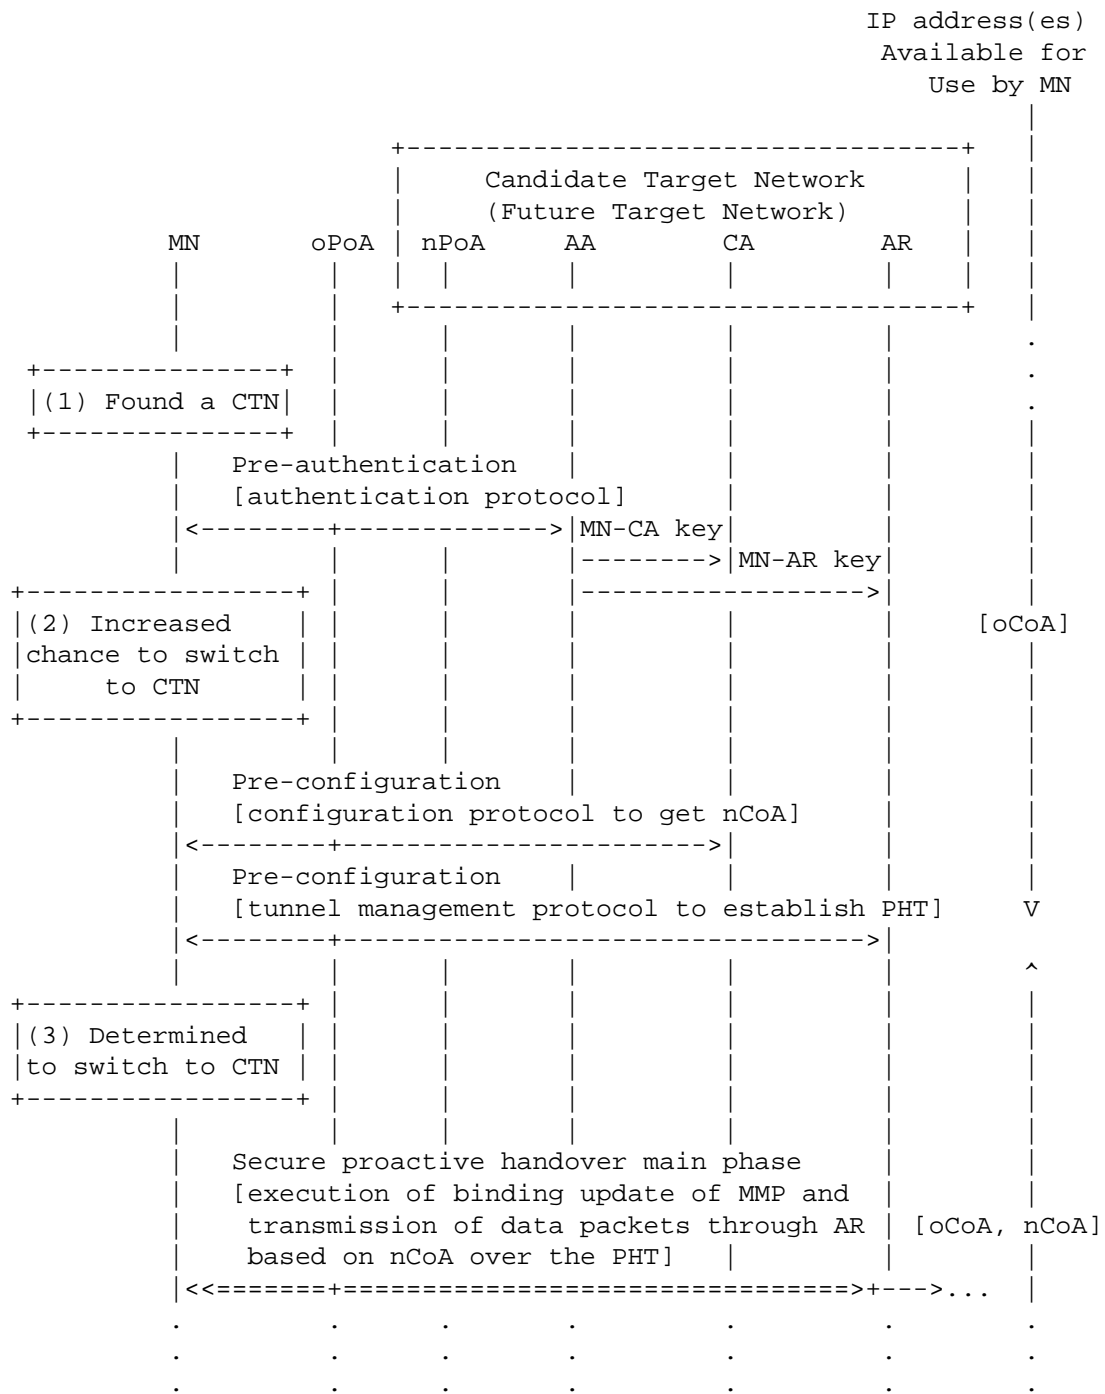 IP address(es)
Available for
Use by MN
Candidate Target Network
(Future Target Network)
MN oPoA nPoA AA CA AR
(1) Found a CTN
Pre-authentication
[authentication protocol]
MN-CA key
MN-AR key
(2) Increased
[oCoA]
chance to switch
to CTN
Pre-configuration
[configuration protocol to get nCoA]
Pre-configuration
[tunnel management protocol to establish PHT] V
^
(3) Determined
to switch to CTN
Secure proactive handover main phase
[execution of binding update of MMP and
transmission of data packets through AR [oCoA, nCoA]
based on nCoA over the PHT]